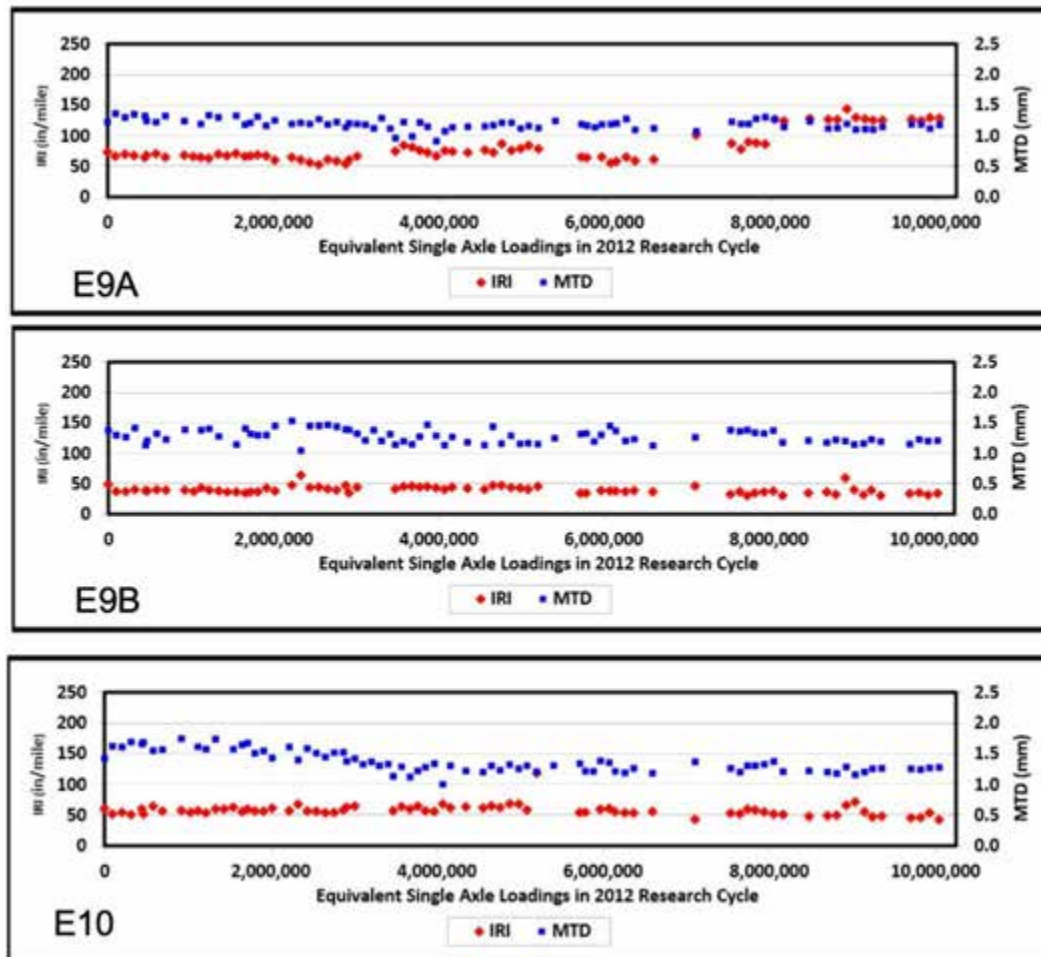 250 2.5
200 2.0
150 1.5
100 1.0
50 0.5
0 0.0
IRI (in/mile)
MTD (mm)
0 2,000,000 4,000,000 6,000,000 8,000,000 10,000,000
Equivalent Single Axle Loadings in 2012 Research Cycle
E9A
IRI MTD
250 2.5
200 2.0
150 1.5
100 1.0
50 0.5
0 0.0
IRI (in/mile)
MTD (mm)
0 2,000,000 4,000,000 6,000,000 8,000,000 10,000,000
Equivalent Single Axle Loadings in 2012 Research Cycle
E9B
IRI MTD
250 2.5
200 2.0
150 1.5
100 1.0
50 0.5
0 0.0
IRI (in/mile)
MTD (mm)
0 2,000,000 4,000,000 6,000,000 8,000,000 10,000,000
Equivalent Single Axle Loadings in 2012 Research Cycle
E10
IRI MTD